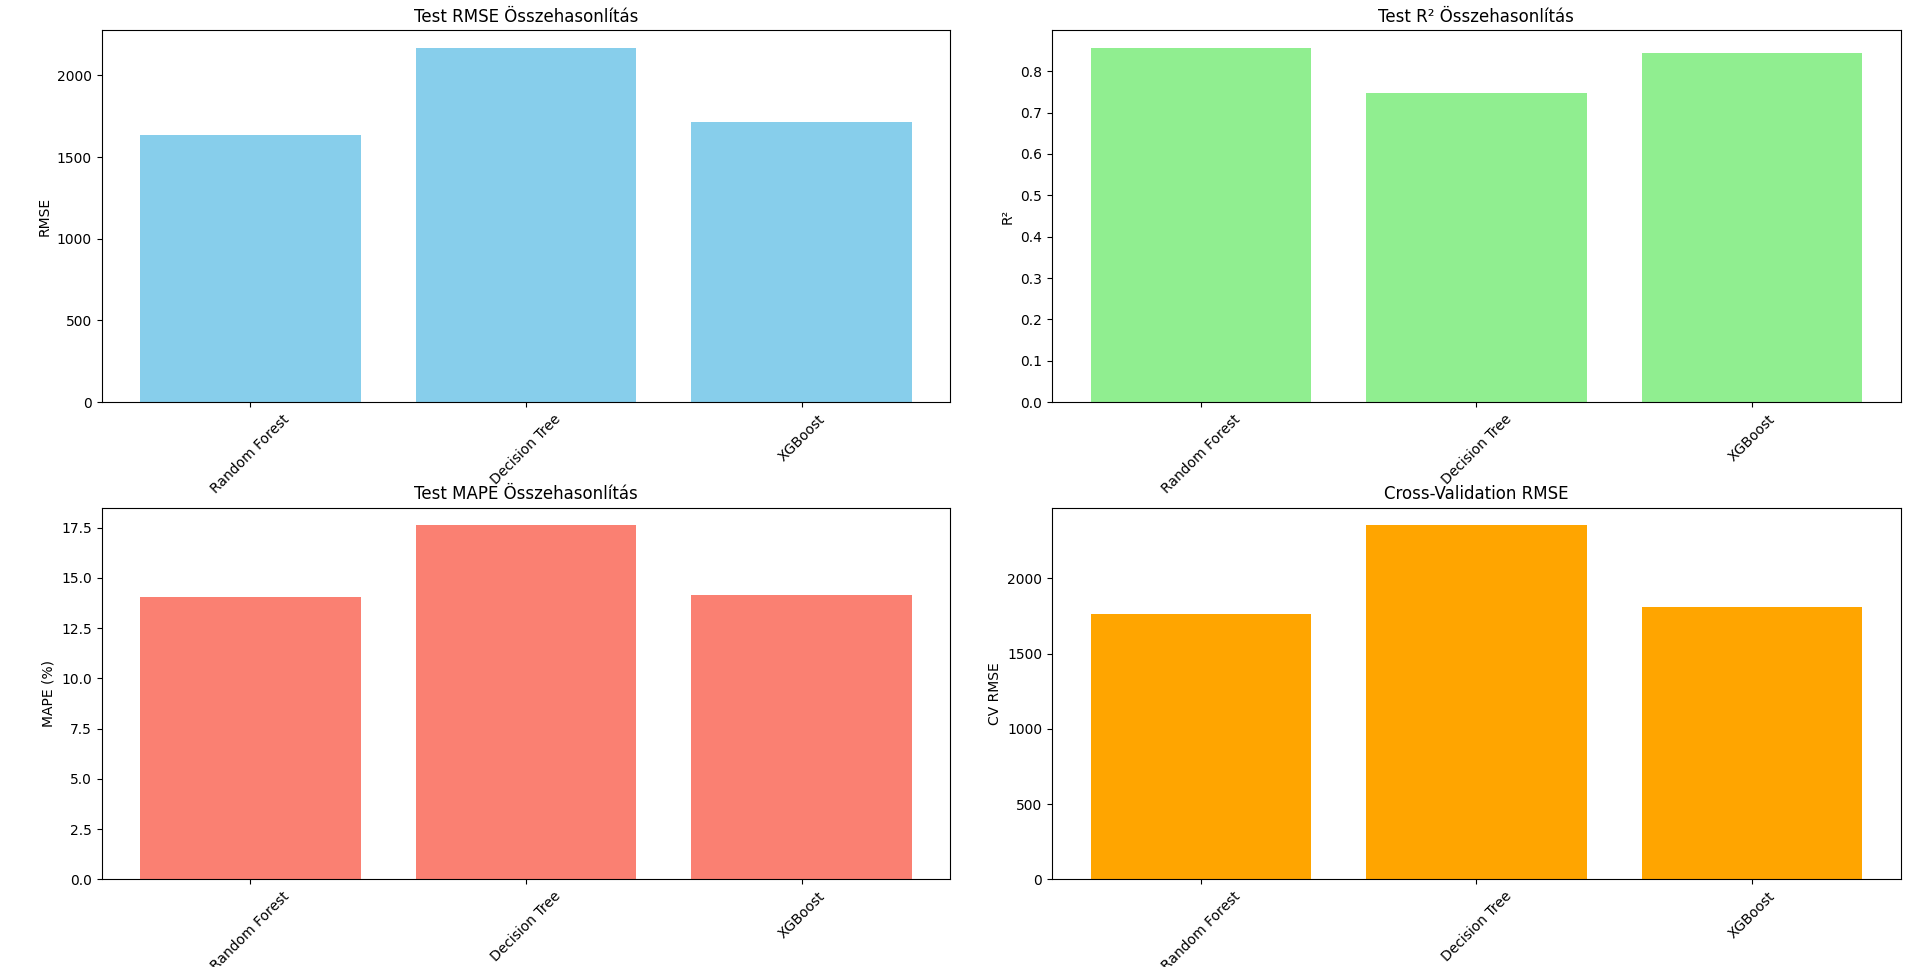 Test RMSE Összehasonlítás
RMSE
2000
1500
1000
500
0
Random Forest
Decision Tree
XGBoost
Test R² Összehasonlítás
R²
0.8
0.7
0.6
0.5
0.4
0.3
0.2
0.1
0.0
Random Forest
Decision Tree
XGBoost
Test MAPE Összehasonlítás
MAPE (%)
17.5
15.0
12.5
10.0
7.5
5.0
2.5
0.0
Random Forest
Decision Tree
XGBoost
Cross-Validation RMSE
CV RMSE
2000
1500
1000
500
0
Random Forest
Decision Tree
XGBoost